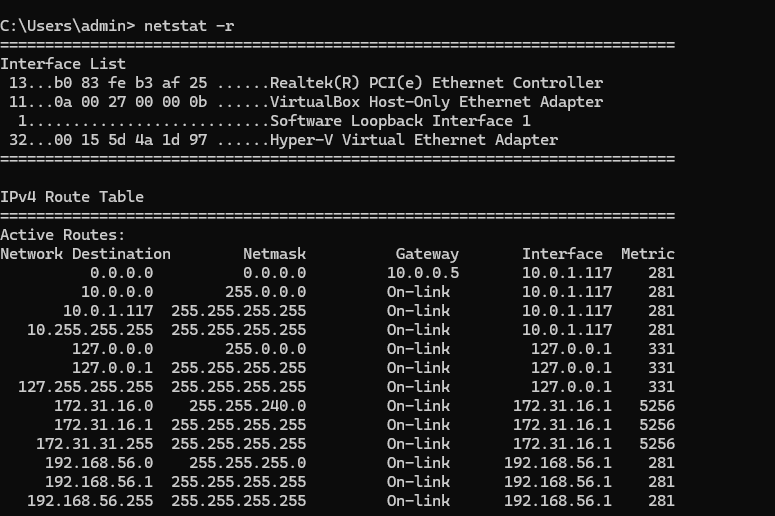 C:\Users\admin> netstat -r
===========================================================================
Interface List
 13...b0 83 fe b3 af 25 ......Realtek(R) PCI(e) Ethernet Controller
 11...0a 00 27 00 00 0b ......VirtualBox Host-Only Ethernet Adapter
  1...........................Software Loopback Interface 1
 32...00 15 5d 4a 1d 97 ......Hyper-V Virtual Ethernet Adapter
===========================================================================
IPv4 Route Table
===========================================================================
Active Routes:
Network Destination        Netmask          Gateway       Interface  Metric
          0.0.0.0          0.0.0.0         10.0.0.5       10.0.1.117    281
         10.0.0.0        255.0.0.0         On-link        10.0.1.117    281
       10.0.1.117  255.255.255.255         On-link        10.0.1.117    281
   10.255.255.255  255.255.255.255         On-link        10.0.1.117    281
        127.0.0.0        255.0.0.0         On-link         127.0.0.1    331
        127.0.0.1  255.255.255.255         On-link         127.0.0.1    331
  127.255.255.255  255.255.255.255         On-link         127.0.0.1    331
      172.31.16.0    255.255.240.0         On-link       172.31.16.1   5256
      172.31.16.1  255.255.255.255         On-link       172.31.16.1   5256
    172.31.31.255  255.255.255.255         On-link       172.31.16.1   5256
     192.168.56.0    255.255.255.0         On-link      192.168.56.1    281
     192.168.56.1  255.255.255.255         On-link      192.168.56.1    281
   192.168.56.255  255.255.255.255         On-link      192.168.56.1    281